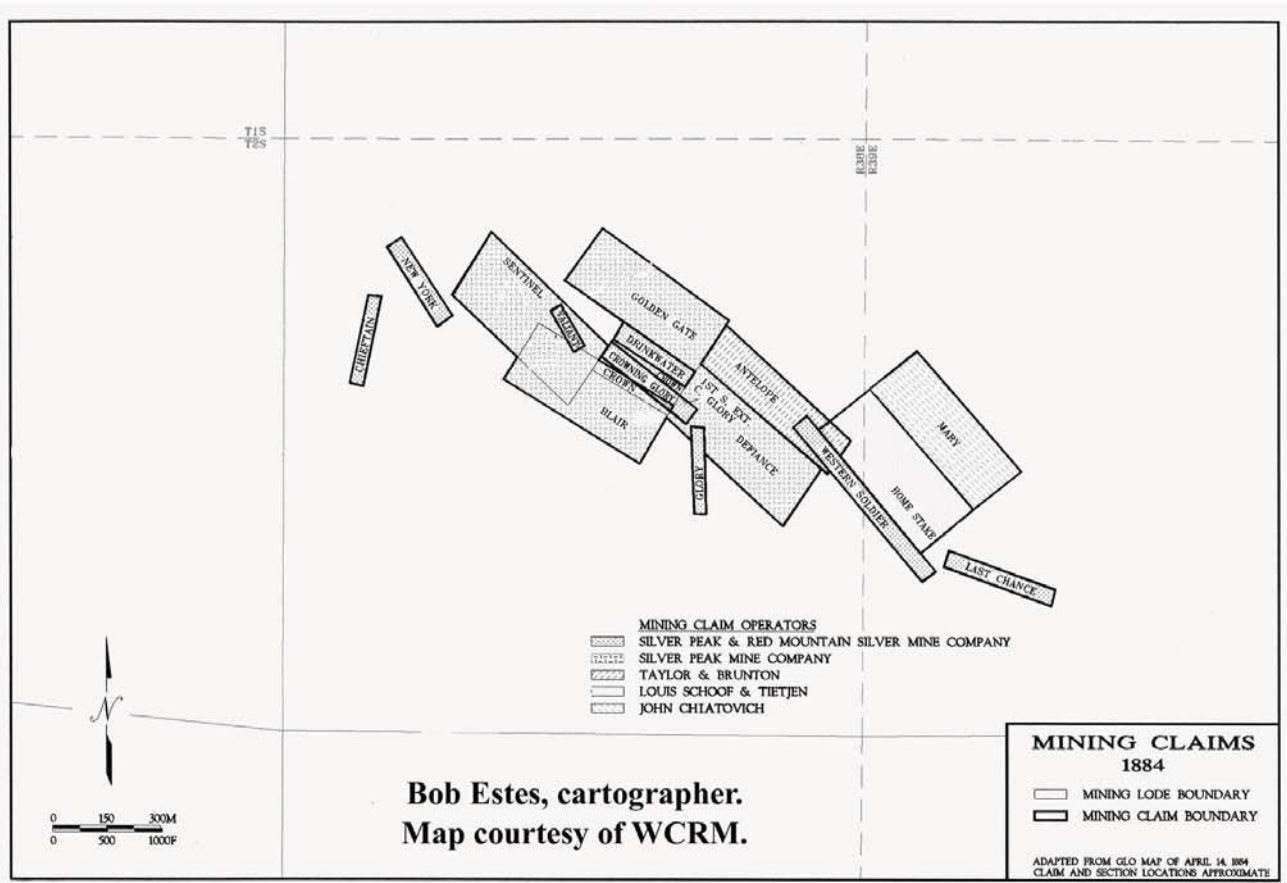 T1S
T2S
R38E
R39E
NEW YORK
CHIEFTAIN
SENTINEL
VALIANT
GOLDEN GATE
DRINKWATER
CROWNING GLORY
CROWN
BLAIR
1ST S. EXT.
C. GLORY
ANTELOPE
DEFIANCE
GLORY
WESTERN SOLDIER
MARY
HOME STAKE
LAST CHANCE
MINING CLAIM OPERATORS
SILVER PEAK & RED MOUNTAIN SILVER MINE COMPANY
SILVER PEAK MINE COMPANY
TAYLOR & BRUNTON
LOUIS SCHOOF & TIETJEN
JOHN CHIATOVICH
N
0 150 300M
0 500 1000F
Bob Estes, cartographer.
Map courtesy of WCRM.
MINING CLAIMS
1884
MINING LODE BOUNDARY
MINING CLAIM BOUNDARY
ADAPTED FROM GLO MAP OF APRIL 14, 1884
CLAIM AND SECTION LOCATIONS APPROXIMATE